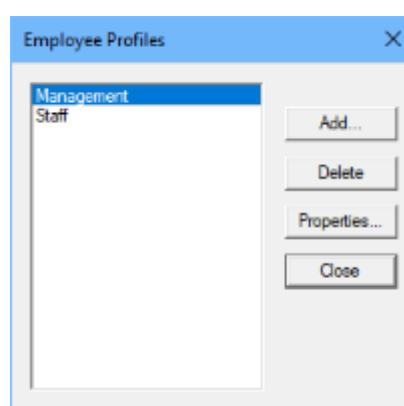 Employee Profiles
Management
Staff
Add...
Delete
Properties...
Close